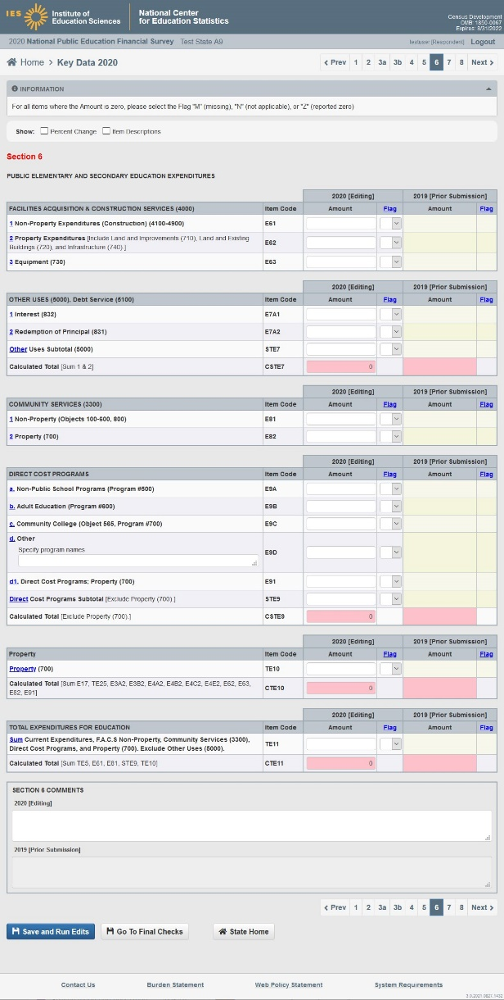 IES Institute of Education Sciences
National Center for Education Statistics
Census Development
OMB: 1850-0067
Expires: 8/31/2022
2020 National Public Education Financial Survey Test State A9
testuser [Respondent] Logout
Home > Key Data 2020
Prev 1 2 3a 3b 4 5 6 7 8 Next
INFORMATION
For all items where the Amount is zero, please select the Flag "M" (missing), "N" (not applicable), or "Z" (reported zero)
Show: Percent Change Item Descriptions
Section 6
PUBLIC ELEMENTARY AND SECONDARY EDUCATION EXPENDITURES
2020 [Editing] 2019 [Prior Submission]
FACILITIES ACQUISITION & CONSTRUCTION SERVICES (4000) Item Code Amount Flag Amount Flag
1 Non-Property Expenditures (Construction) (4100-4900) E61
2 Property Expenditures [Include Land and Improvements (710), Land and Existing
Buildings (720), and Infrastructure (740).] E62
3 Equipment (730) E63
2020 [Editing] 2019 [Prior Submission]
OTHER USES (5000), Debt Service (5100) Item Code Amount Flag Amount Flag
1 Interest (832) E7A1
2 Redemption of Principal (831) E7A2
Other Uses Subtotal (5000) STE7
Calculated Total [Sum 1 & 2] CSTE7 0
2020 [Editing] 2019 [Prior Submission]
COMMUNITY SERVICES (3300) Item Code Amount Flag Amount Flag
1 Non-Property (Objects 100-600, 800) E81
2 Property (700) E82
2020 [Editing] 2019 [Prior Submission]
DIRECT COST PROGRAMS Item Code Amount Flag Amount Flag
a. Non-Public School Programs (Program #500) E9A
b. Adult Education (Program #600) E9B
c. Community College (Object 565, Program #700) E9C
d. Other
Specify program names E9D
d1. Direct Cost Programs; Property (700) E91
Direct Cost Programs Subtotal [Exclude Property (700).] STE9
Calculated Total [Exclude Property (700).] CSTE9 0
2020 [Editing] 2019 [Prior Submission]
Property Item Code Amount Flag Amount Flag
Property (700) TE10
Calculated Total [Sum E17, TE25, E3A2, E3B2, E4A2, E4B2, E4C2, E4E2, E62, E63,
E82, E91] CTE10 0
2020 [Editing] 2019 [Prior Submission]
TOTAL EXPENDITURES FOR EDUCATION Item Code Amount Flag Amount Flag
Sum Current Expenditures, F.A.C.S Non-Property, Community Services (3300),
Direct Cost Programs, and Property (700). Exclude Other Uses (5000). TE11
Calculated Total [Sum TE5, E61, E81, STE9, TE10] CTE11 0
SECTION 6 COMMENTS
2020 [Editing]
2019 [Prior Submission]
Prev 1 2 3a 3b 4 5 6 7 8 Next
Save and Run Edits Go To Final Checks State Home
Contact Us Burden Statement Web Policy Statement System Requirements
3.0.2021.0827.1432